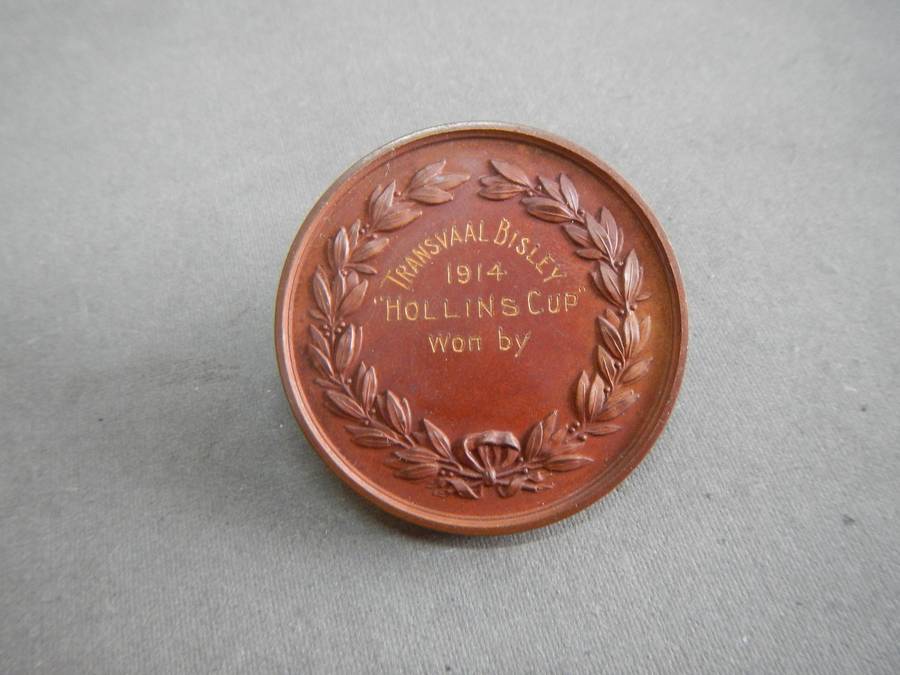 TRANSVAAL BISLEY
1914
"HOLLINS CUP"
won by